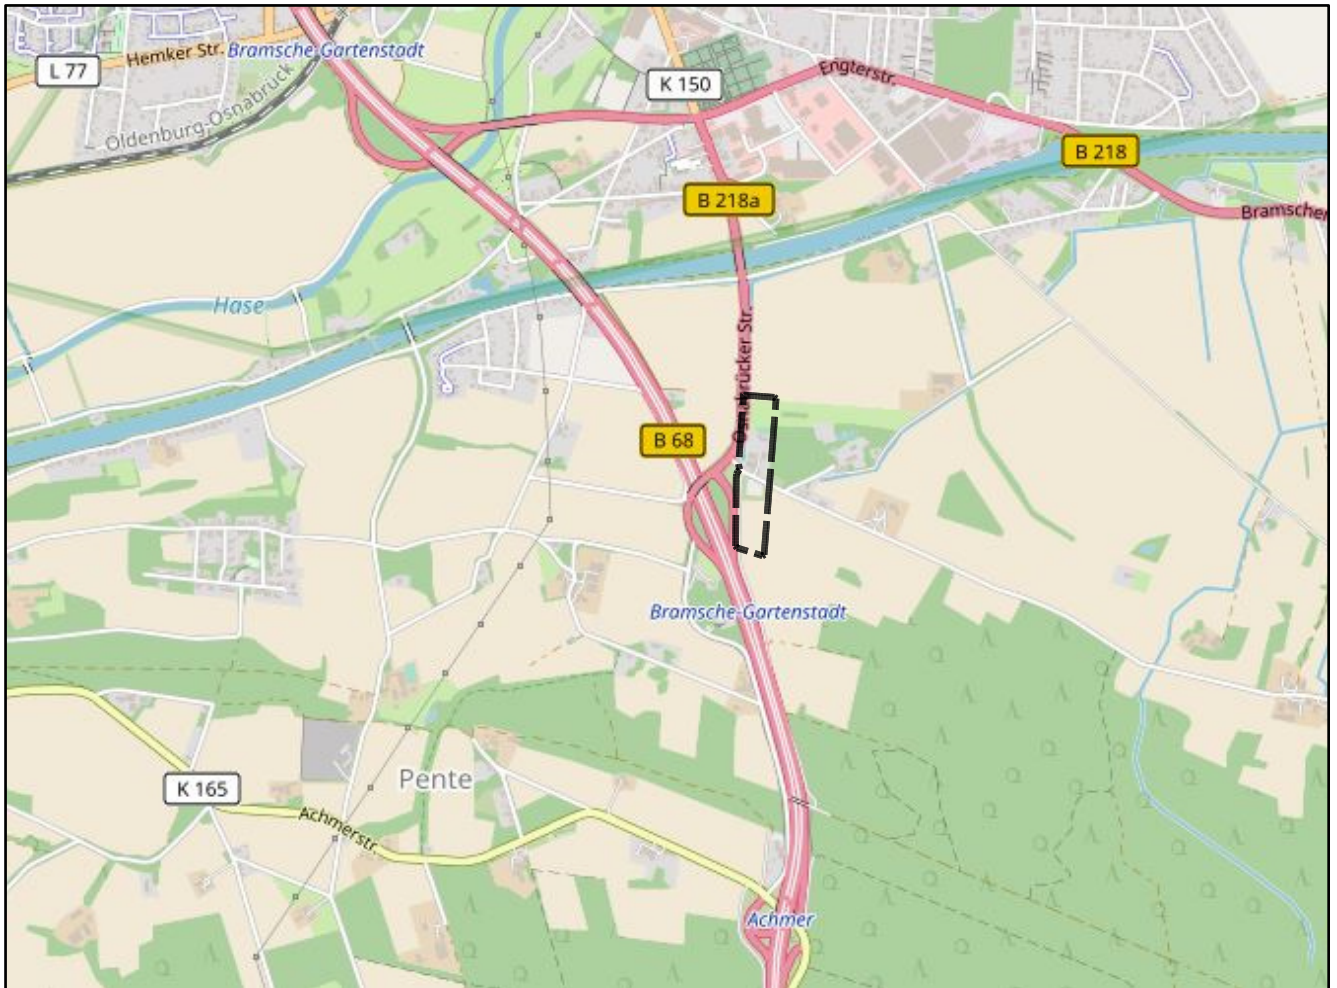 L 77
Hemker Str.
Bramsche-Gartenstadt
Oldenburg-Osnabrück
K 150
Engterstr.
B 218
B 218a
Bramscher
Hase
Osnabrücker Str.
B 68
Bramsche-Gartenstadt
Pente
K 165
Achmerstr.
Achmer